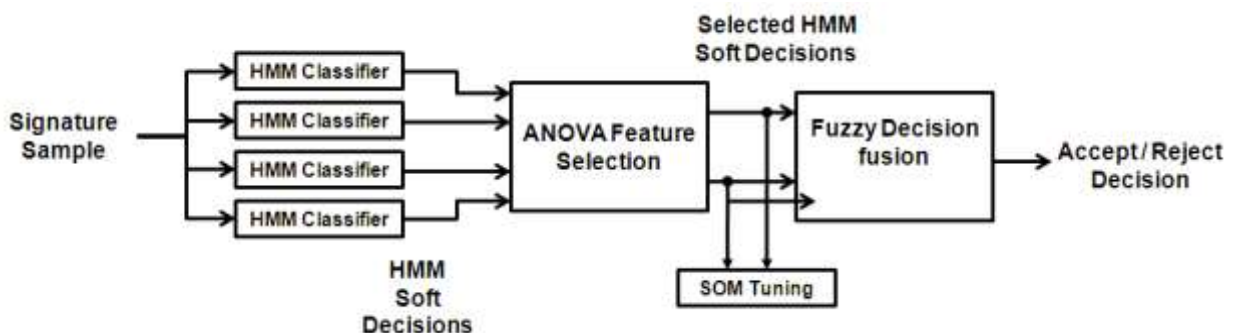 Selected HMM
Soft Decisions
HMM Classifier
HMM Classifier
HMM Classifier
HMM Classifier
Signature
Sample
ANOVA Feature
Selection
Fuzzy Decision
fusion
Accept / Reject
Decision
HMM
Soft
Decisions
SOM Tuning